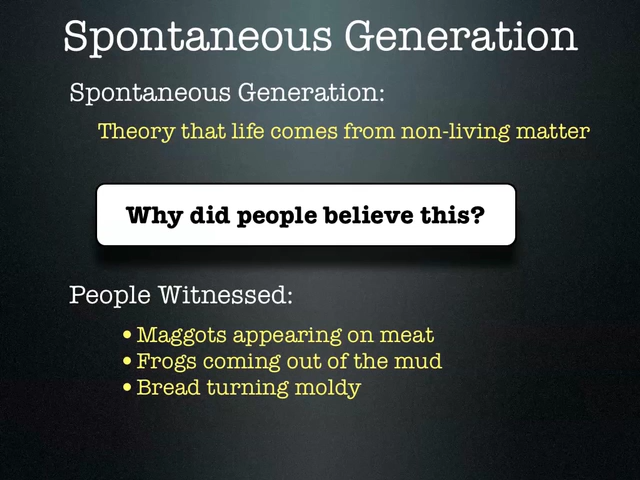 Spontaneous Generation
Spontaneous Generation:
Theory that life comes from non-living matter
Why did people believe this?
People Witnessed:
• Maggots appearing on meat
• Frogs coming out of the mud
• Bread turning moldy